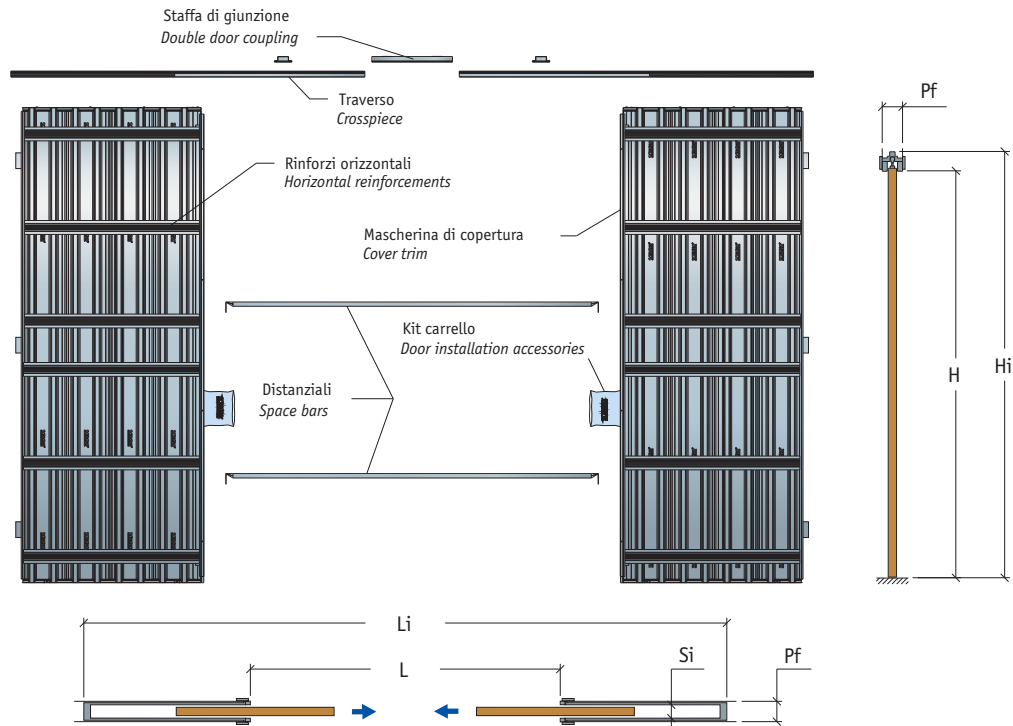 Staffa di giunzione
Double door coupling
Traverso
Crosspiece
Pf
Rinforzi orizzontali
Horizontal reinforcements
Mascherina di copertura
Cover trim
Kit carrello
Door installation accessories
H
Hi
Distanziali
Space bars
Li
L
Si
Pf